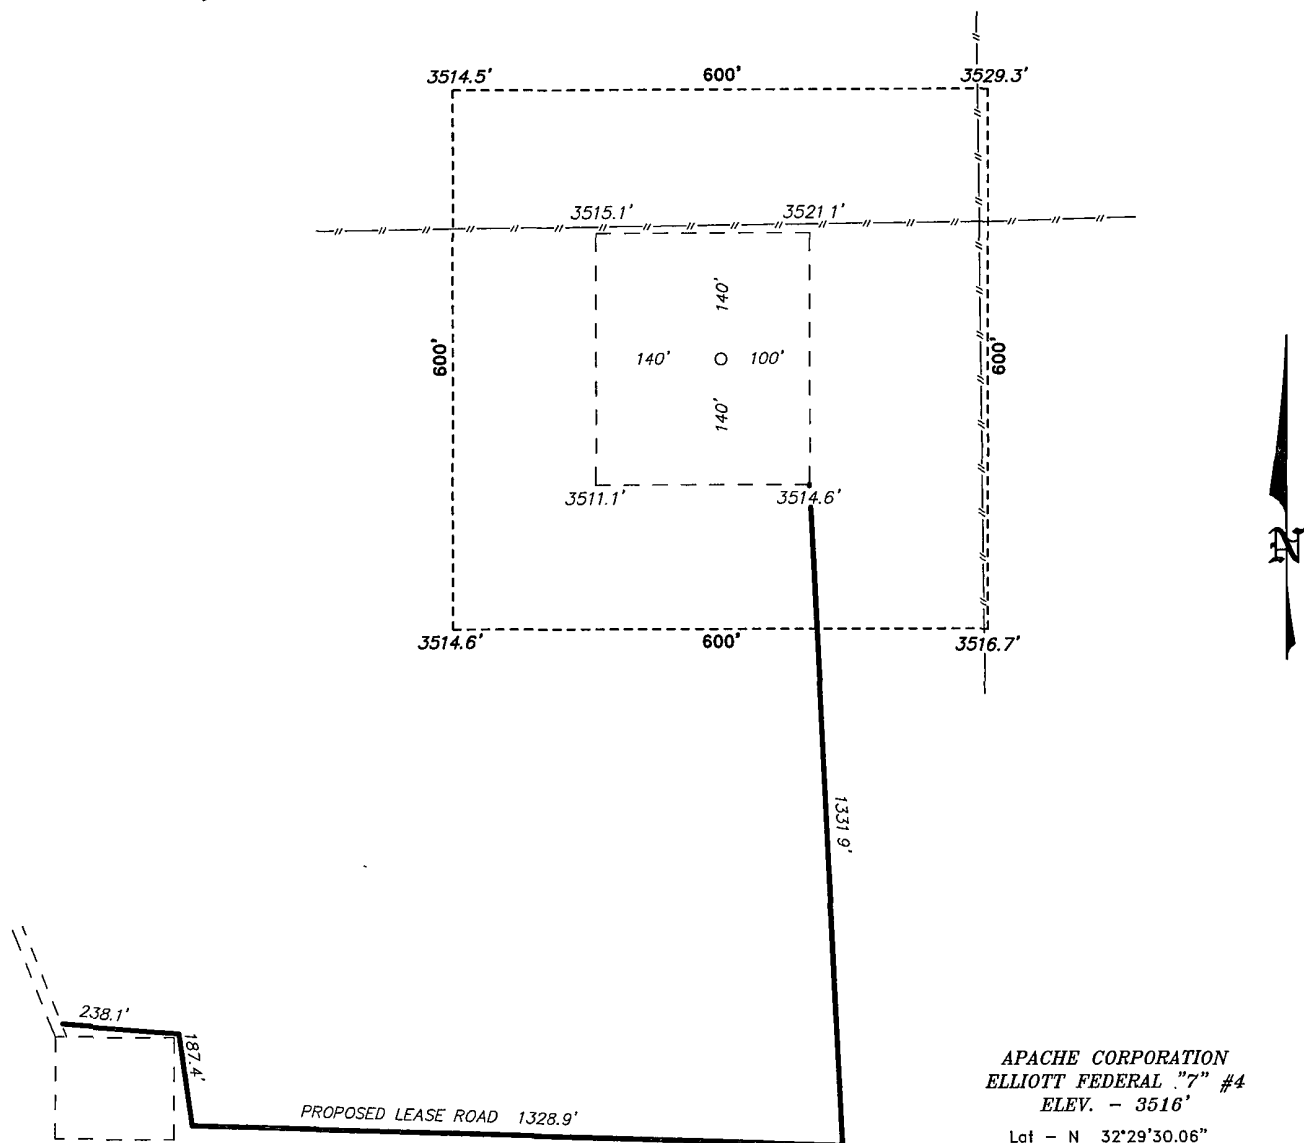 3514.5' 600' 3529.3'
3515.1' 3521.1'
140'
600' 140' 100' 600'
140'
3511.1' 3514.6'
N
3514.6' 600' 3516.7'
1331.9'
238.1'
187.4'
PROPOSED LEASE ROAD 1328.9'
APACHE CORPORATION
ELLIOTT FEDERAL "7" #4
ELEV. - 3516'
Lat - N 32°29'30.06"